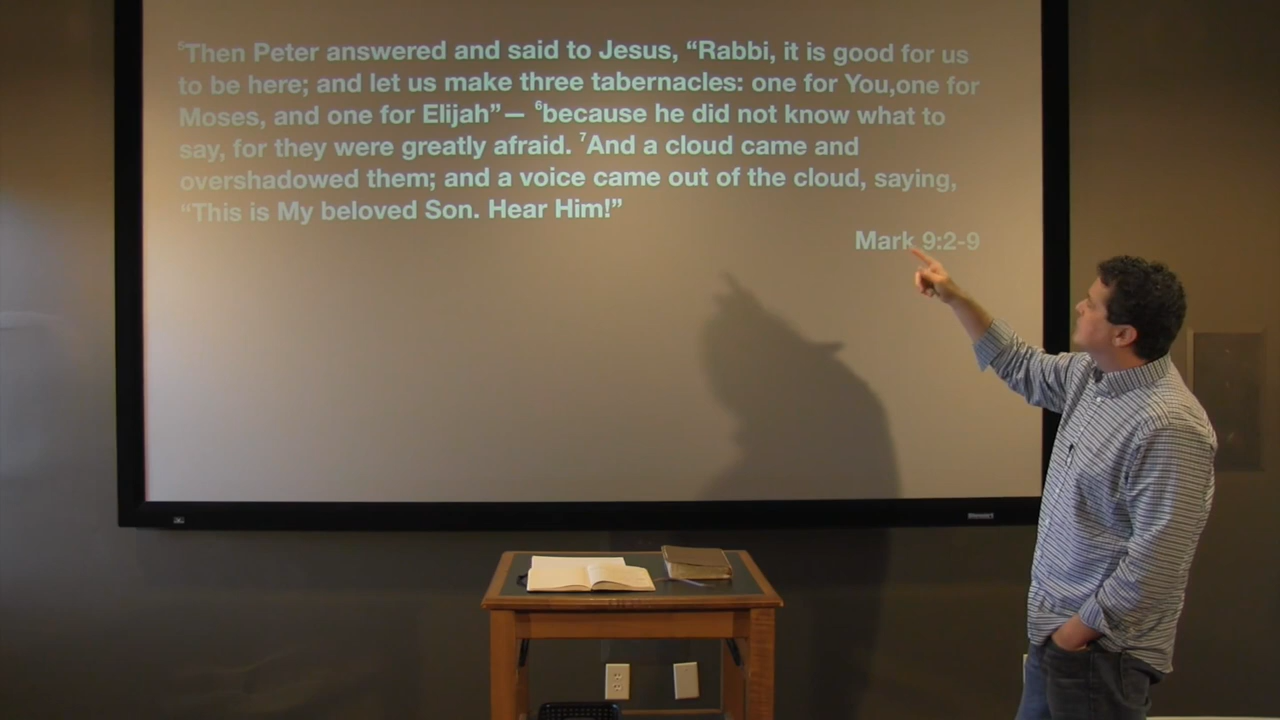 ⁵Then Peter answered and said to Jesus, “Rabbi, it is good for us
to be here; and let us make three tabernacles: one for You,one for
Moses, and one for Elijah”— ⁶because he did not know what to
say, for they were greatly afraid. ⁷And a cloud came and
overshadowed them; and a voice came out of the cloud, saying,
“This is My beloved Son. Hear Him!”
Mark 9:2-9